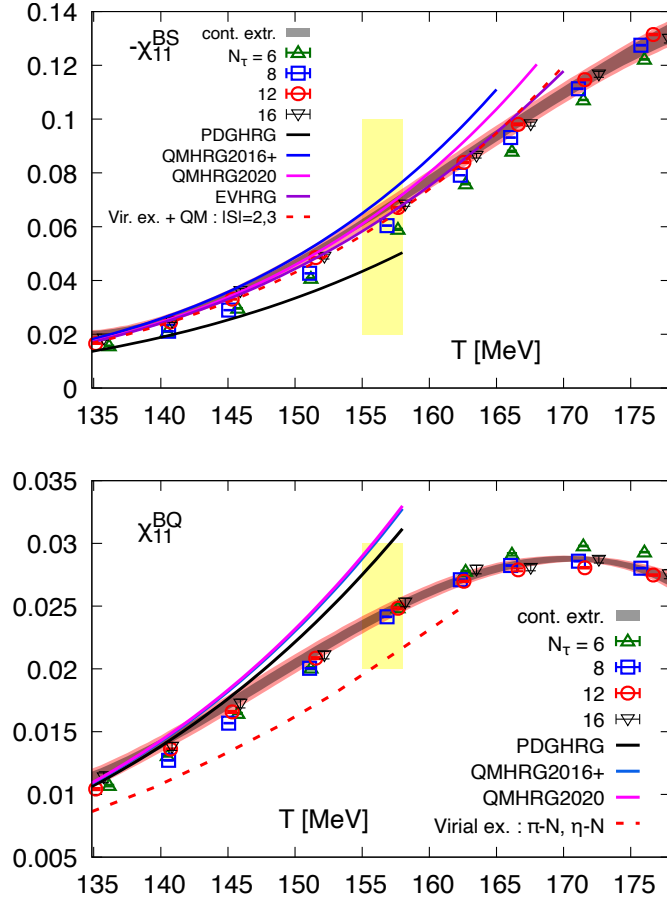 -χ₁₁ᴮˢ
cont. extr.
Nτ = 6
8
12
16
PDGHRG
QMHRG2016+
QMHRG2020
EVHRG
Vir. ex. + QM : |S|=2,3
0.14
0.12
0.1
0.08
0.06
0.04
0.02
0
T [MeV]
135 140 145 150 155 160 165 170 175
0.035
0.03
0.025
0.02
0.015
0.01
0.005
χ₁₁ᴮQ
cont. extr.
Nτ = 6
8
12
16
PDGHRG
QMHRG2016+
QMHRG2020
Virial ex. : π-N, η-N
T [MeV]
135 140 145 150 155 160 165 170 175